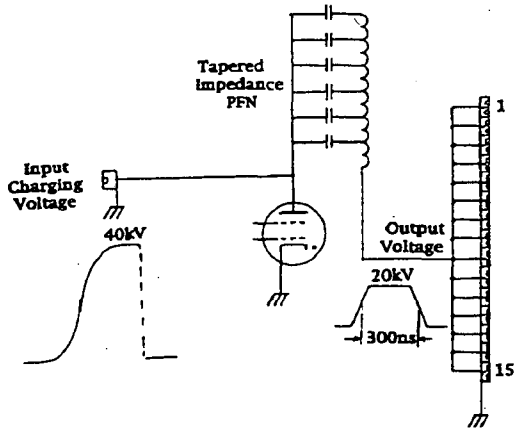 Tapered
Impedance
PFN
1
Input
Charging
Voltage
40kV
Output
Voltage
20kV
300ns
15